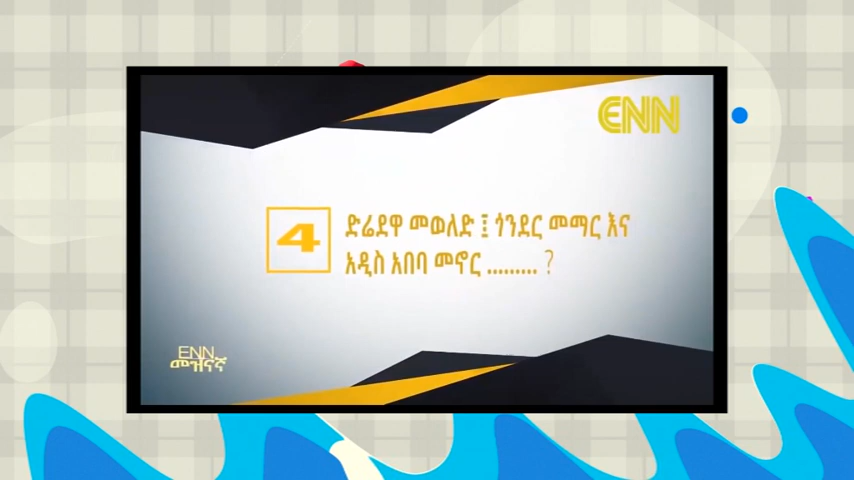 ENN
4
ድሬደዋ መወለድ ፤ ጎንደር መማር እና
አዲስ አበባ መኖር ......... ?
ENN
መዝናኛ